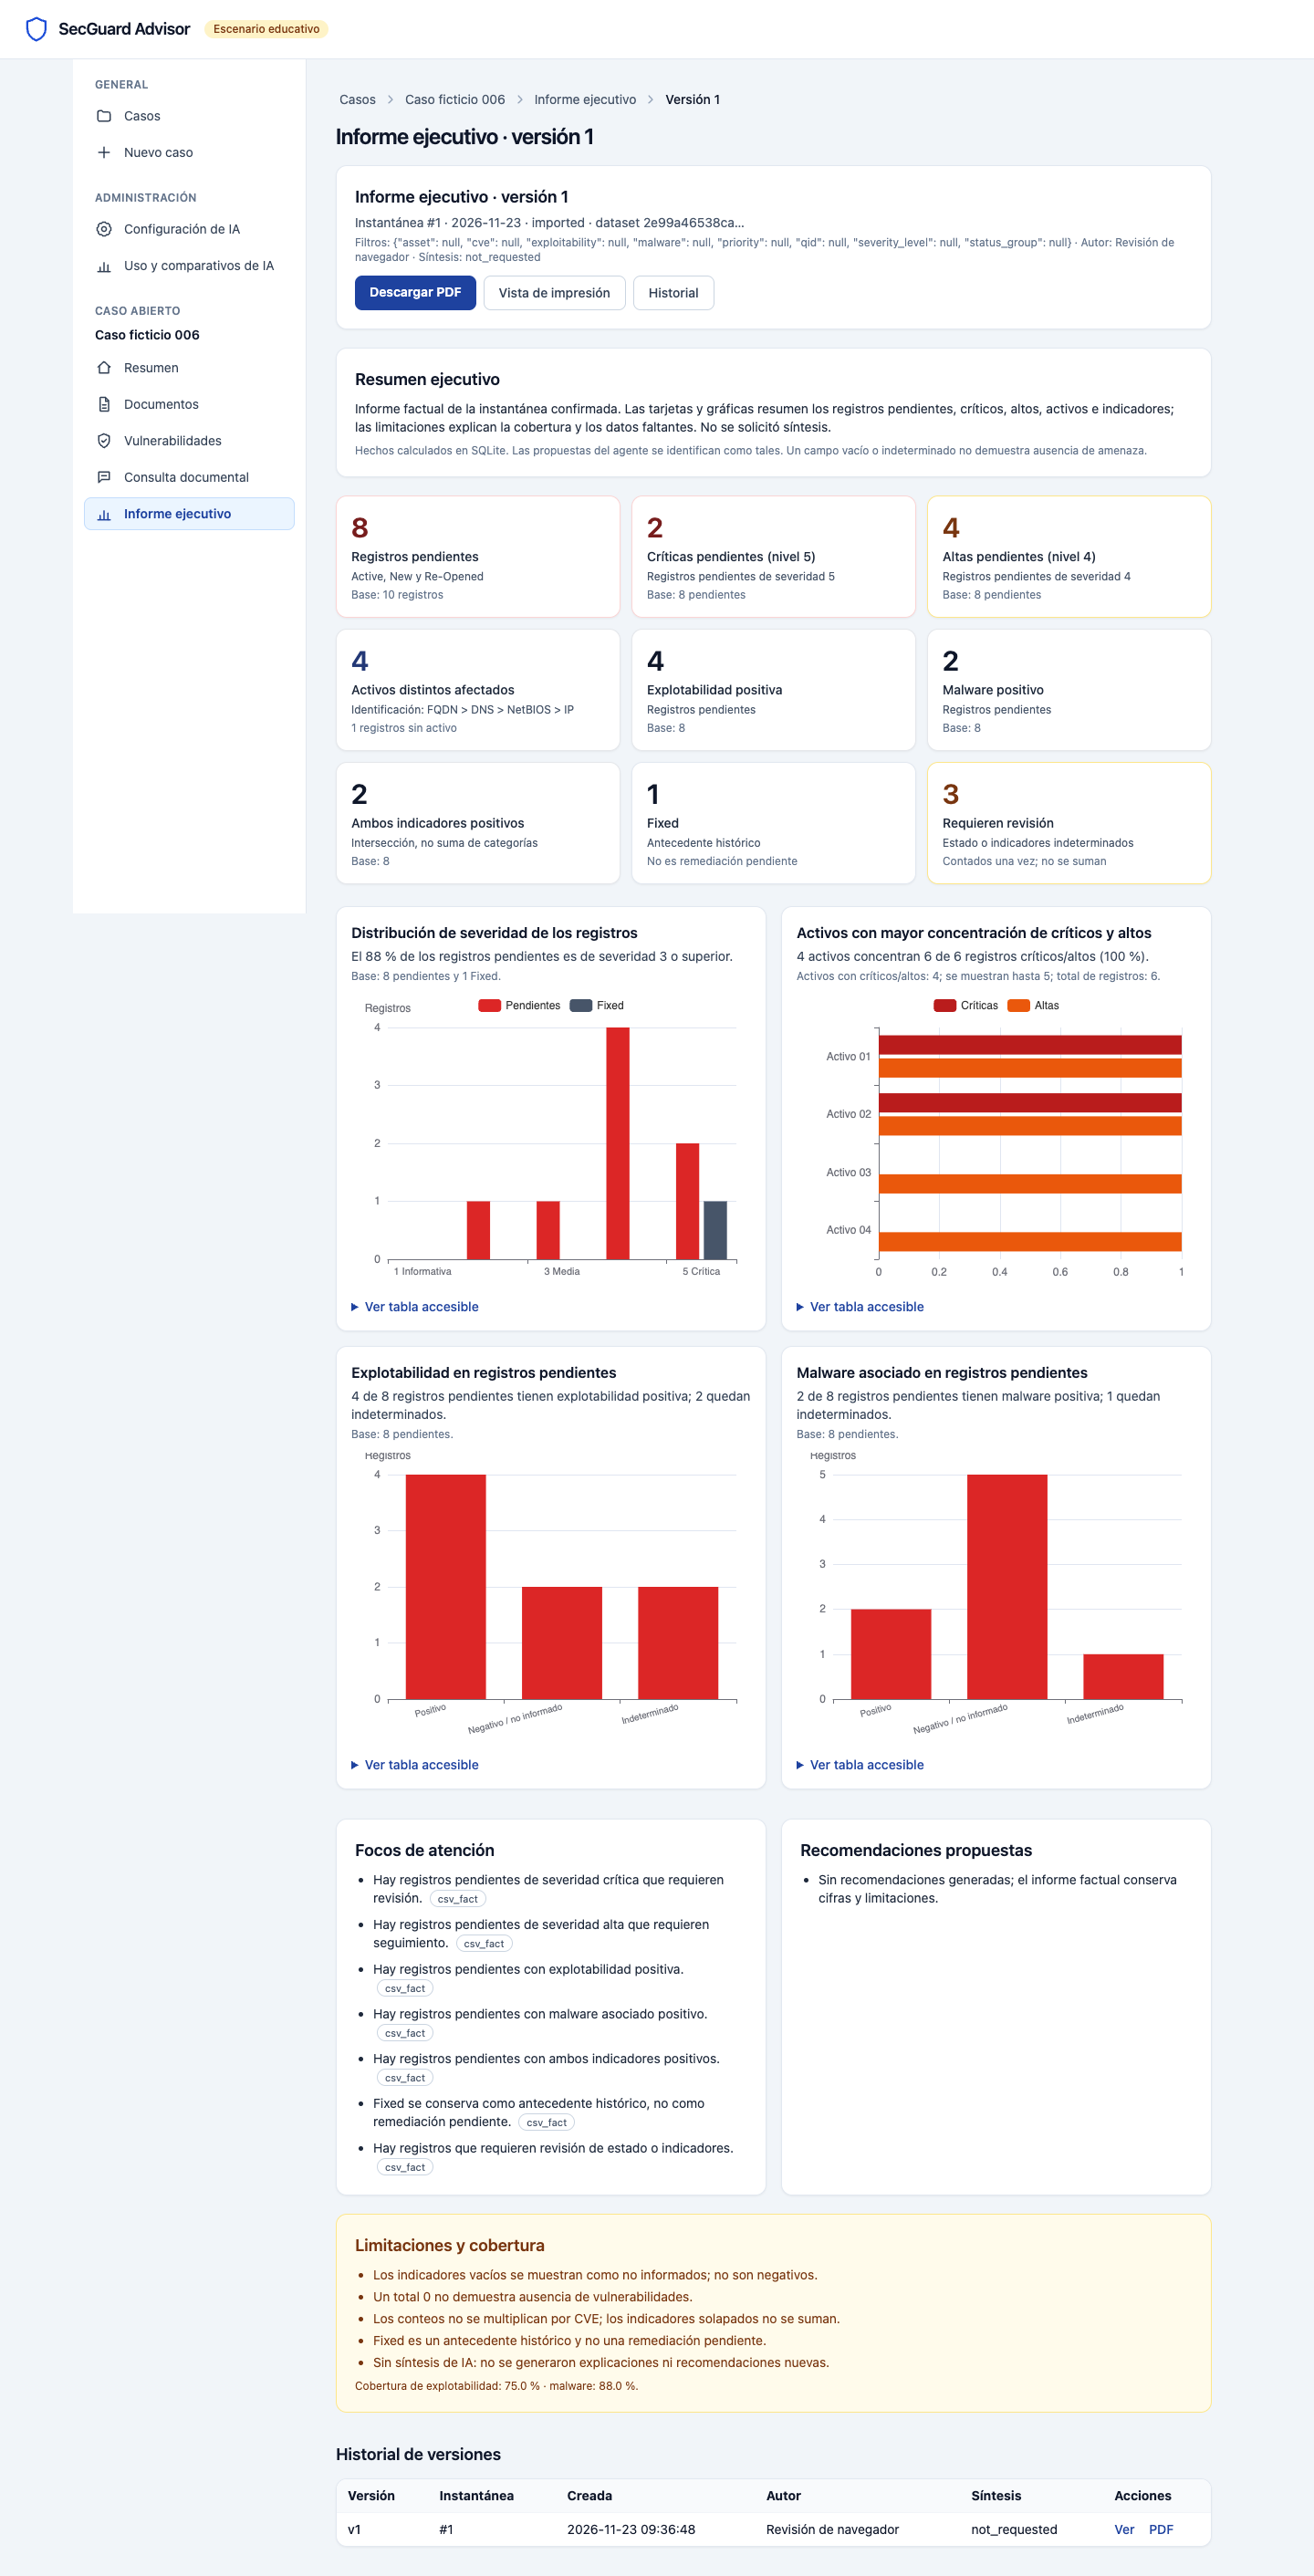 SecGuard Advisor
Escenario educativo
GENERAL
Casos
Nuevo caso
ADMINISTRACIÓN
Configuración de IA
Uso y comparativos de IA
CASO ABIERTO
Caso ficticio 006
Resumen
Documentos
Vulnerabilidades
Consulta documental
Informe ejecutivo
Casos > Caso ficticio 006 > Informe ejecutivo > Versión 1
Informe ejecutivo · versión 1
Informe ejecutivo · versión 1
Instantánea #1 · 2026-11-23 · imported · dataset 2e99a46538ca...
Filtros: {"asset": null, "cve": null, "exploitability": null, "malware": null, "priority": null, "qid": null, "severity_level": null, "status_group": null} · Autor: Revisión de
navegador · Síntesis: not_requested
Descargar PDF
Vista de impresión
Historial
Resumen ejecutivo
Informe factual de la instantánea confirmada. Las tarjetas y gráficas resumen los registros pendientes, críticos, altos, activos e indicadores;
las limitaciones explican la cobertura y los datos faltantes. No se solicitó síntesis.
Hechos calculados en SQLite. Las propuestas del agente se identifican como tales. Un campo vacío o indeterminado no demuestra ausencia de amenaza.
8
Registros pendientes
Active, New y Re-Opened
Base: 10 registros
2
Críticas pendientes (nivel 5)
Registros pendientes de severidad 5
Base: 8 pendientes
4
Altas pendientes (nivel 4)
Registros pendientes de severidad 4
Base: 8 pendientes
4
Activos distintos afectados
Identificación: FQDN > DNS > NetBIOS > IP
1 registros sin activo
4
Explotabilidad positiva
Registros pendientes
Base: 8
2
Malware positivo
Registros pendientes
Base: 8
2
Ambos indicadores positivos
Intersección, no suma de categorías
Base: 8
1
Fixed
Antecedente histórico
No es remediación pendiente
3
Requieren revisión
Estado o indicadores indeterminados
Contados una vez; no se suman
Distribución de severidad de los registros
El 88 % de los registros pendientes es de severidad 3 o superior.
Base: 8 pendientes y 1 Fixed.
Registros
Pendientes
Fixed
4
3
2
1
0
1 Informativa
3 Media
5 Crítica
Ver tabla accesible
Activos con mayor concentración de críticos y altos
4 activos concentran 6 de 6 registros críticos/altos (100 %).
Activos con críticos/altos: 4; se muestran hasta 5; total de registros: 6.
Críticas
Altas
Activo 01
Activo 02
Activo 03
Activo 04
0
0.2
0.4
0.6
0.8
1
Ver tabla accesible
Explotabilidad en registros pendientes
4 de 8 registros pendientes tienen explotabilidad positiva; 2 quedan
indeterminados.
Base: 8 pendientes.
Registros
4
3
2
1
0
Positivo
Negativo / no informado
Indeterminado
Ver tabla accesible
Malware asociado en registros pendientes
2 de 8 registros pendientes tienen malware positiva; 1 quedan
indeterminados.
Base: 8 pendientes.
Registros
5
4
3
2
1
0
Positivo
Negativo / no informado
Indeterminado
Ver tabla accesible
Focos de atención
• Hay registros pendientes de severidad crítica que requieren
revisión. csv_fact
• Hay registros pendientes de severidad alta que requieren
seguimiento. csv_fact
• Hay registros pendientes con explotabilidad positiva.
csv_fact
• Hay registros pendientes con malware asociado positivo.
csv_fact
• Hay registros pendientes con ambos indicadores positivos.
csv_fact
• Fixed se conserva como antecedente histórico, no como
remediación pendiente. csv_fact
• Hay registros que requieren revisión de estado o indicadores.
csv_fact
Recomendaciones propuestas
• Sin recomendaciones generadas; el informe factual conserva
cifras y limitaciones.
Limitaciones y cobertura
• Los indicadores vacíos se muestran como no informados; no son negativos.
• Un total 0 no demuestra ausencia de vulnerabilidades.
• Los conteos no se multiplican por CVE; los indicadores solapados no se suman.
• Fixed es un antecedente histórico y no una remediación pendiente.
• Sin síntesis de IA: no se generaron explicaciones ni recomendaciones nuevas.
Cobertura de explotabilidad: 75.0 % · malware: 88.0 %.
Historial de versiones
Versión Instantánea Creada Autor Síntesis Acciones
v1 #1 2026-11-23 09:36:48 Revisión de navegador not_requested Ver PDF